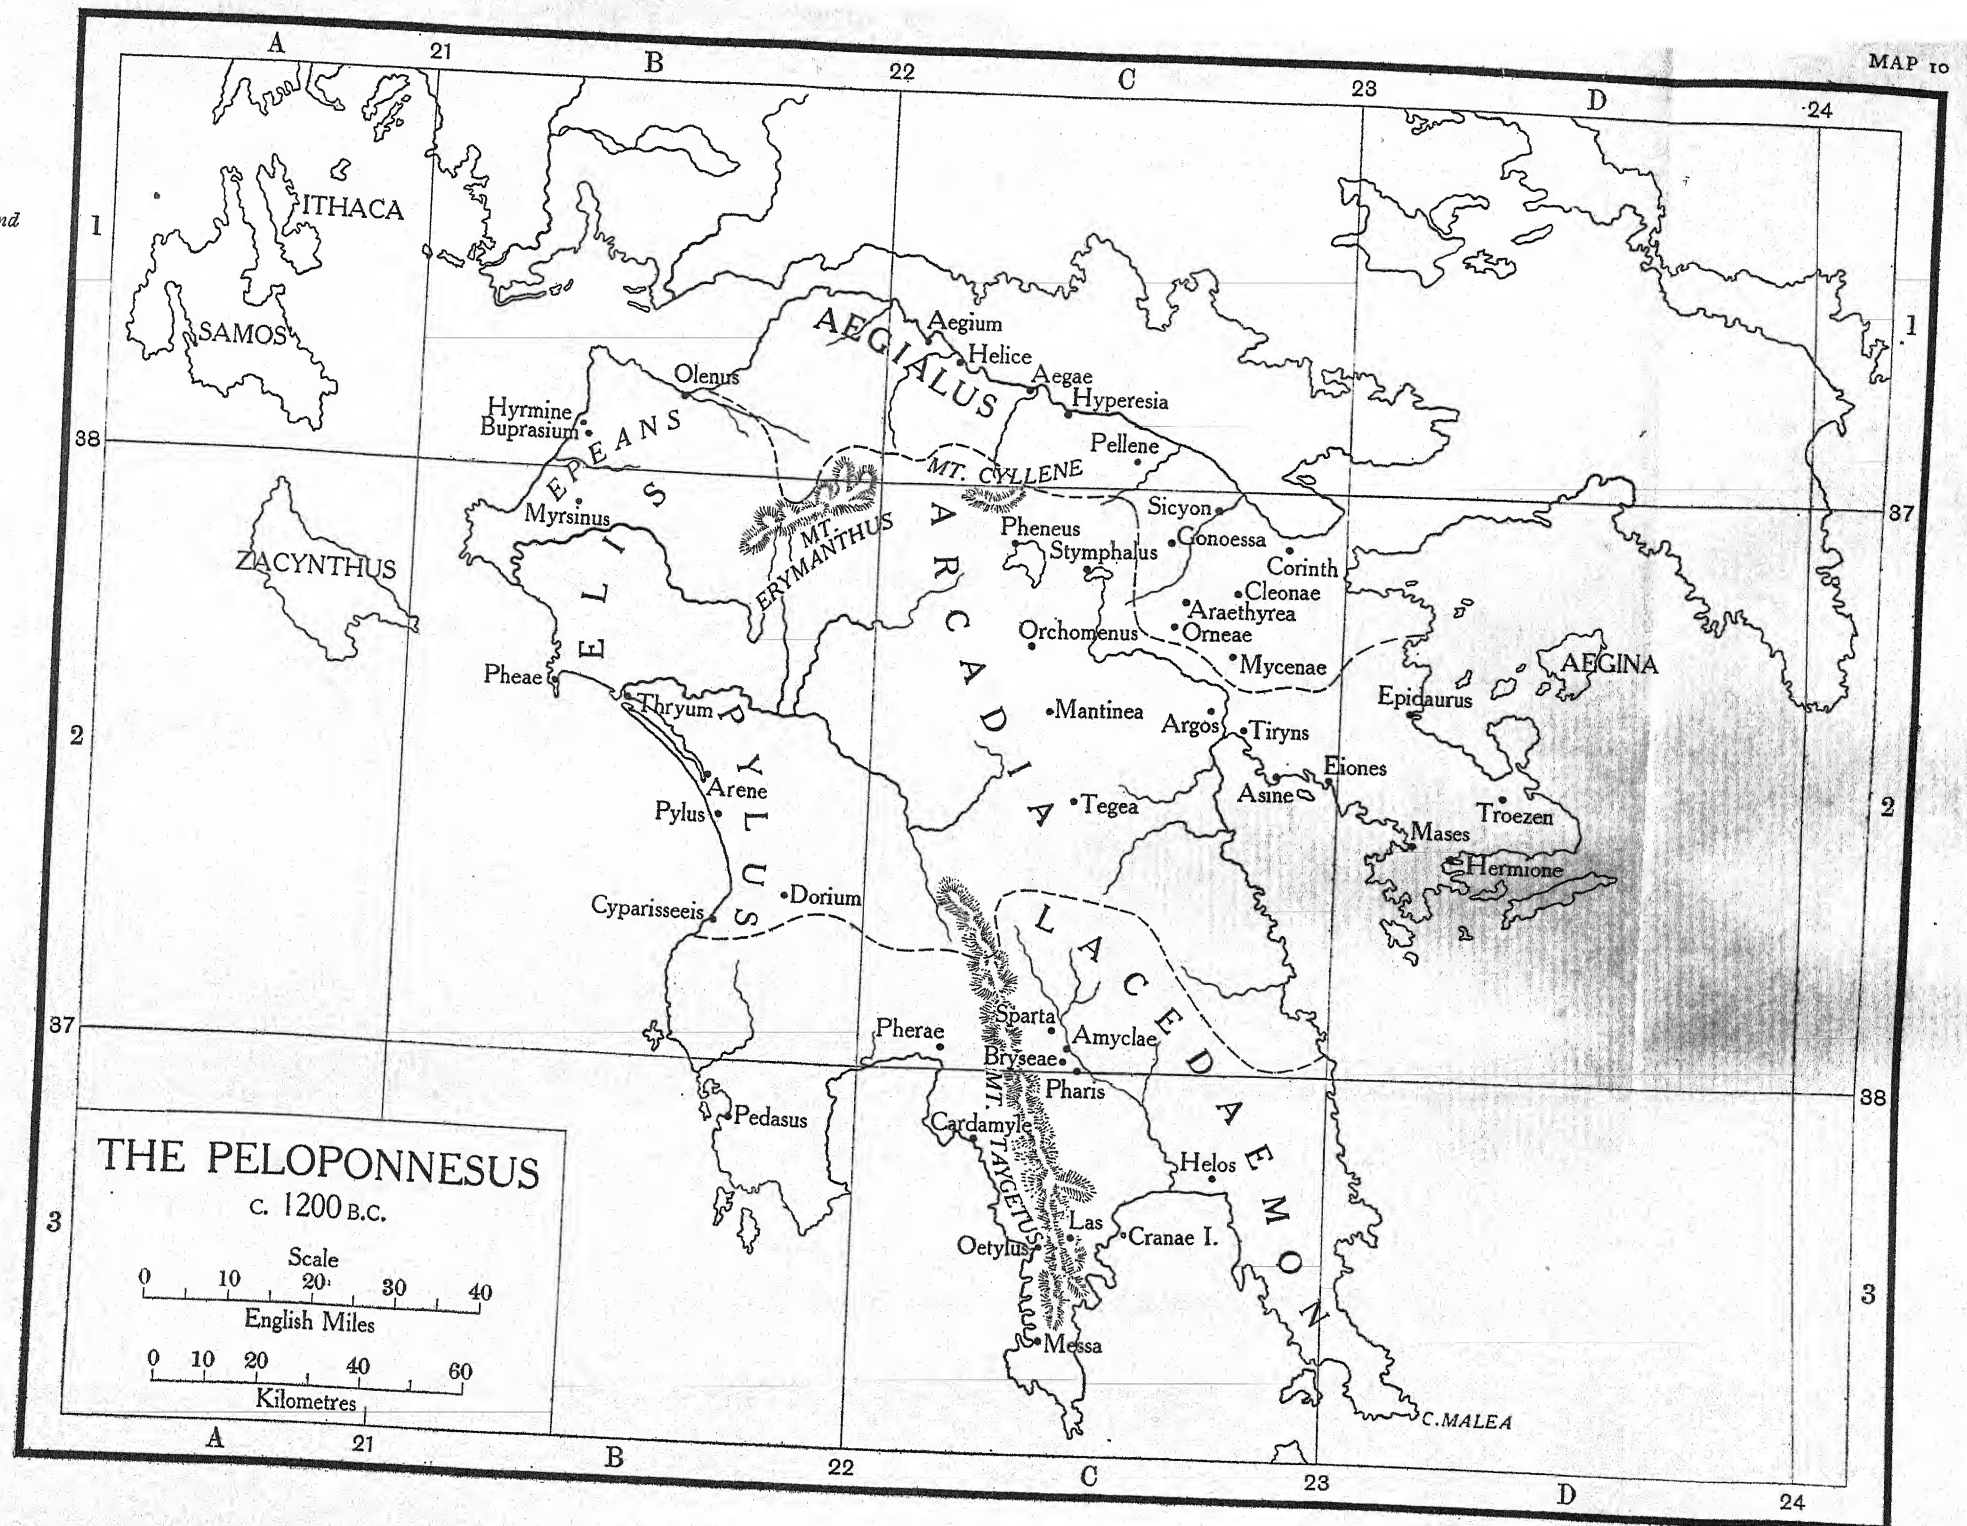 MAP 10
A
21
B
22
C
23
D
24
nd
1
ITHACA
SAMOS
AEGIALUS
Aegium
Helice
Aegae
Hyperesia
1
Olenus
Hyrmine
Buprasium
EPEANS
Pellene
38
MT. CYLLENE
Myrsinus
Sicyon
37
MT.
ERYMANTHUS
Pheneus
Stymphalus
Gonoessa
Corinth
ZACYNTHUS
ELIS
ARCADIA
Cleonae
Araethyrea
Orneae
Orchomenus
Mycenae
AEGINA
Pheae
Thryum
Epidaurus
Mantinea
Argos
Tiryns
2
PYLUS
Arene
Pylus
Eiones
Asine
Tegea
Troezen
2
Mases
Hermione
Cyparisseeis
Dorium
LACEDAEMON
Sparta
37
Pherae
Amyclae
Bryseae
Pharis
38
Pedasus
Cardamyle
MT. TAYGETUS
Helos
Las
Cranae I.
Oetylus
3
3
Messa
C. MALEA
THE PELOPONNESUS
C. 1200 B.C.
Scale
0 10 20 30 40
English Miles
0 10 20 40 60
Kilometres
A
21
B
22
C
23
D
24